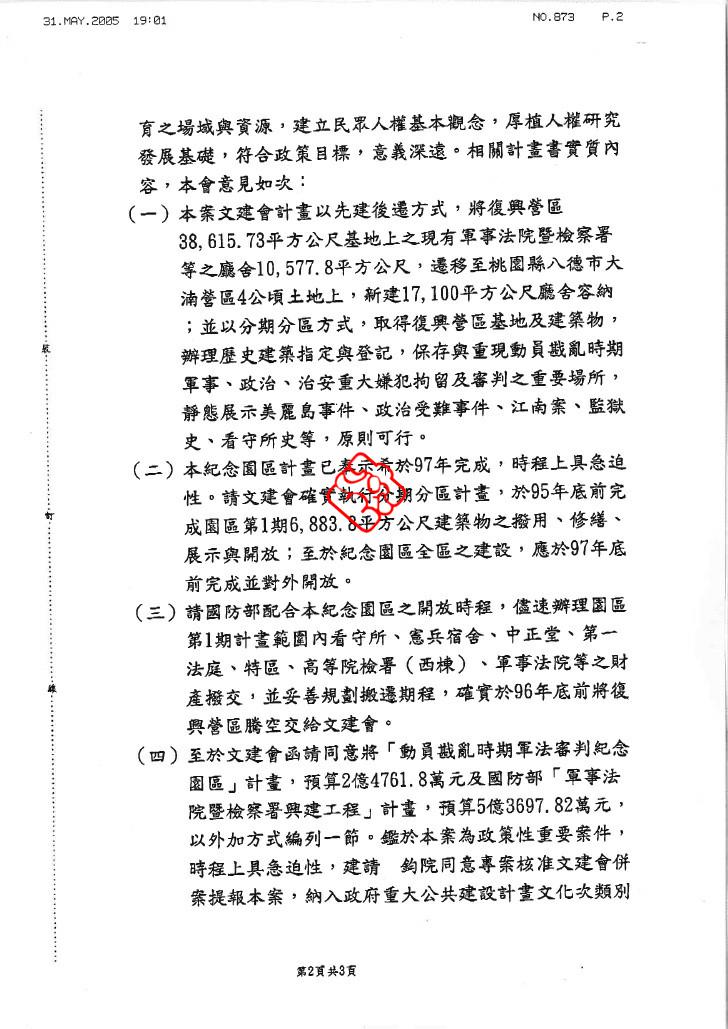 31.MAY.2005 19:01 NO.873 P.2
育之場域與資源，建立民眾人權基本觀念，厚植人權研究
發展基礎，符合政策目標，意義深遠。相關計畫書實質內
容，本會意見如次：
（一）本案文建會計畫以先建後遷方式，將復興營區
38,615.73平方公尺基地上之現有軍事法院暨檢察署
等之廳舍10,577.8平方公尺，遷移至桃園縣八德市大
湳營區4公頃土地上，新建17,100平方公尺廳舍容納
；並以分期分區方式，取得復興營區基地及建築物，
辦理歷史建築指定與登記，保存與重現動員戡亂時期
軍事、政治、治安重大嫌犯拘留及審判之重要場所，
靜態展示美麗島事件、政治受難事件、江南案、監獄
史、看守所史等，原則可行。
（二）本紀念園區計畫已表示希於97年完成，時程上具急迫
性。請文建會確實執行分期分區計畫，於95年底前完
成園區第1期6,883.8平方公尺建築物之撥用、修繕、
展示與開放；至於紀念園區全區之建設，應於97年底
前完成並對外開放。
（三）請國防部配合本紀念園區之開放時程，儘速辦理園區
第1期計畫範圍內看守所、憲兵宿舍、中正堂、第一
法庭、特區、高等院檢署（西棟）、軍事法院等之財
產撥交，並妥善規劃搬遷期程，確實於96年底前將復
興營區騰空交給文建會。
（四）至於文建會函請同意將「動員戡亂時期軍法審判紀念
園區」計畫，預算2億4761.8萬元及國防部「軍事法
院暨檢察署興建工程」計畫，預算5億3697.82萬元，
以外加方式編列一節。鑑於本案為政策性重要案件，
時程上具急迫性，建請　鈞院同意專案核准文建會併
案提報本案，納入政府重大公共建設計畫文化次類別
裝
訂
線
第2頁共3頁